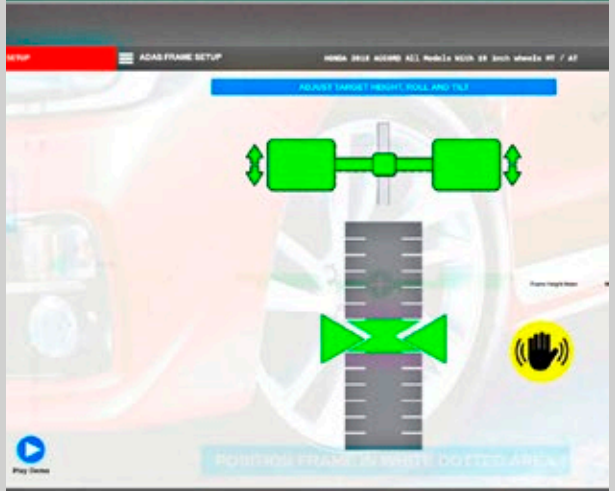 SETUP
ADAS FRAME SETUP
HONDA 2018 ACCORD All Models With 19 inch wheels MT / AT
ADJUST TARGET HEIGHT, ROLL AND TILT
Frame Height Mean
POSITION FRAME IN WHITE DOTTED AREA
Play Demo